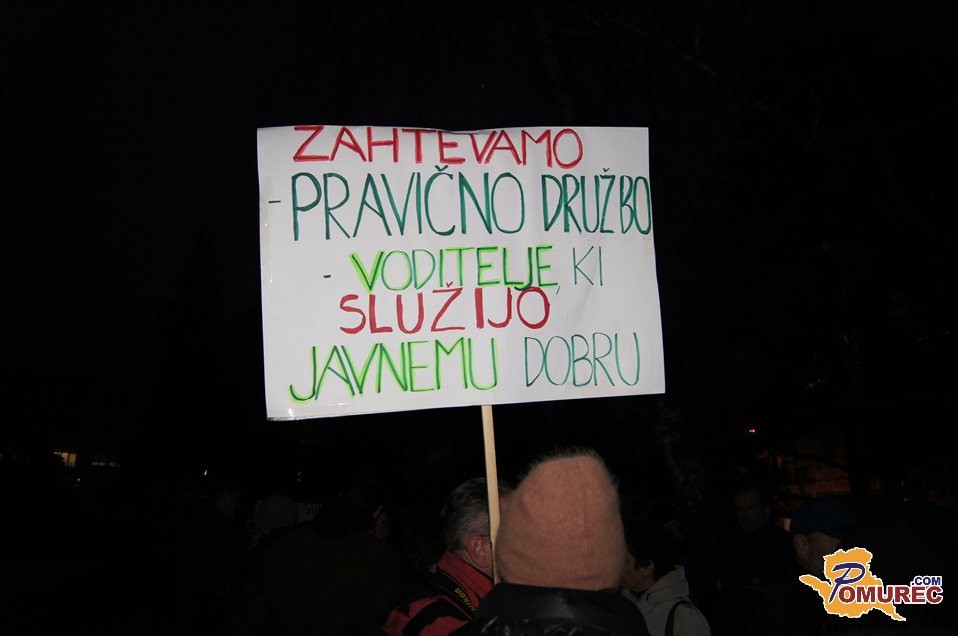 ZAHTEVAMO
- PRAVIČNO DRUŽBO
- VODITELJE, KI
SLUŽIJO
JAVNEMU DOBRU
POMUREC.COM